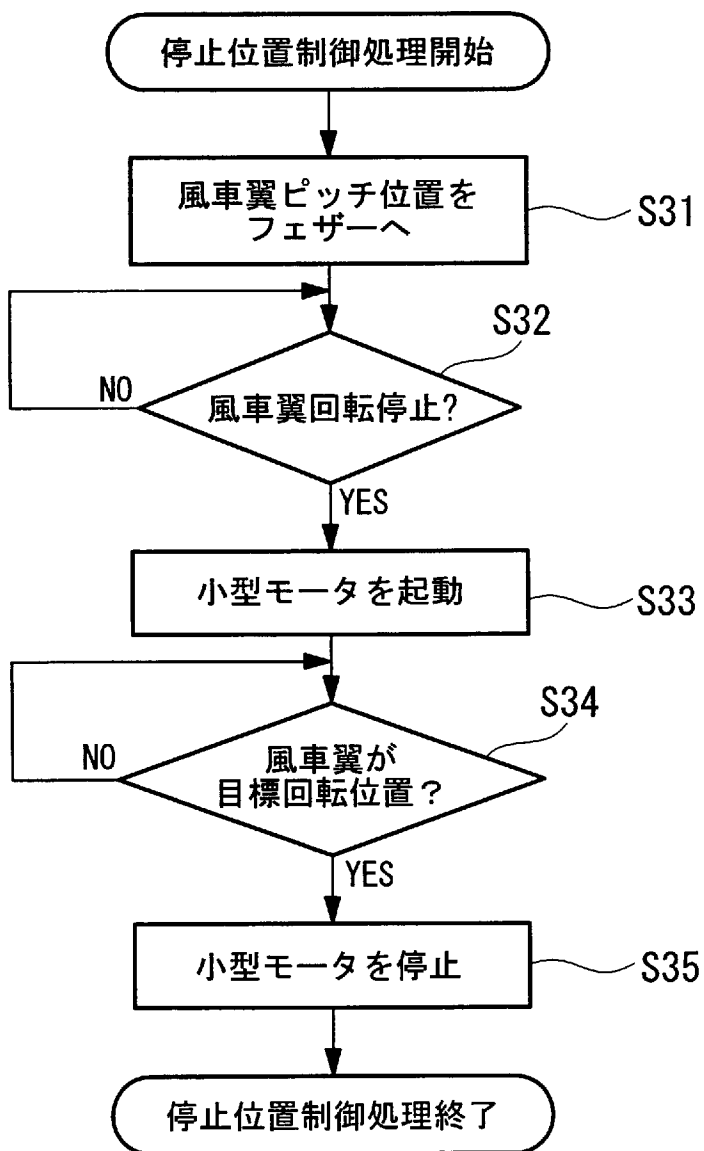 停止位置制御処理開始
風車翼ピッチ位置を
フェザーへ
S31
S32
NO
風車翼回転停止?
YES
小型モータを起動
S33
S34
NO
風車翼が
目標回転位置？
YES
小型モータを停止
S35
停止位置制御処理終了